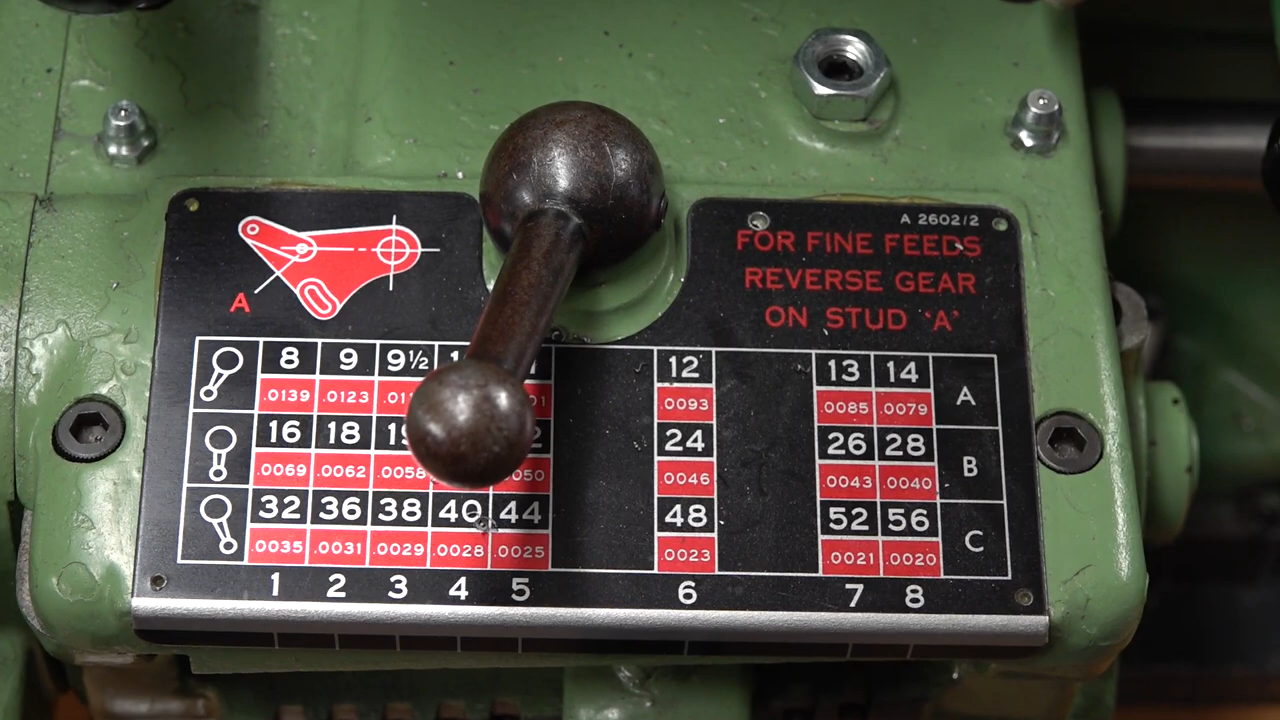 A 2602/2
FOR FINE FEEDS
REVERSE GEAR
ON STUD 'A'
A
8 9 9½ 12 13 14 A
.0139 .0123 .0093 .0085 .0079
16 18 24 26 28 B
.0069 .0062 .0058 .0046 .0043 .0040
32 36 38 40 44 48 52 56 C
.0035 .0031 .0029 .0028 .0025 .0023 .0021 .0020
1 2 3 4 5 6 7 8